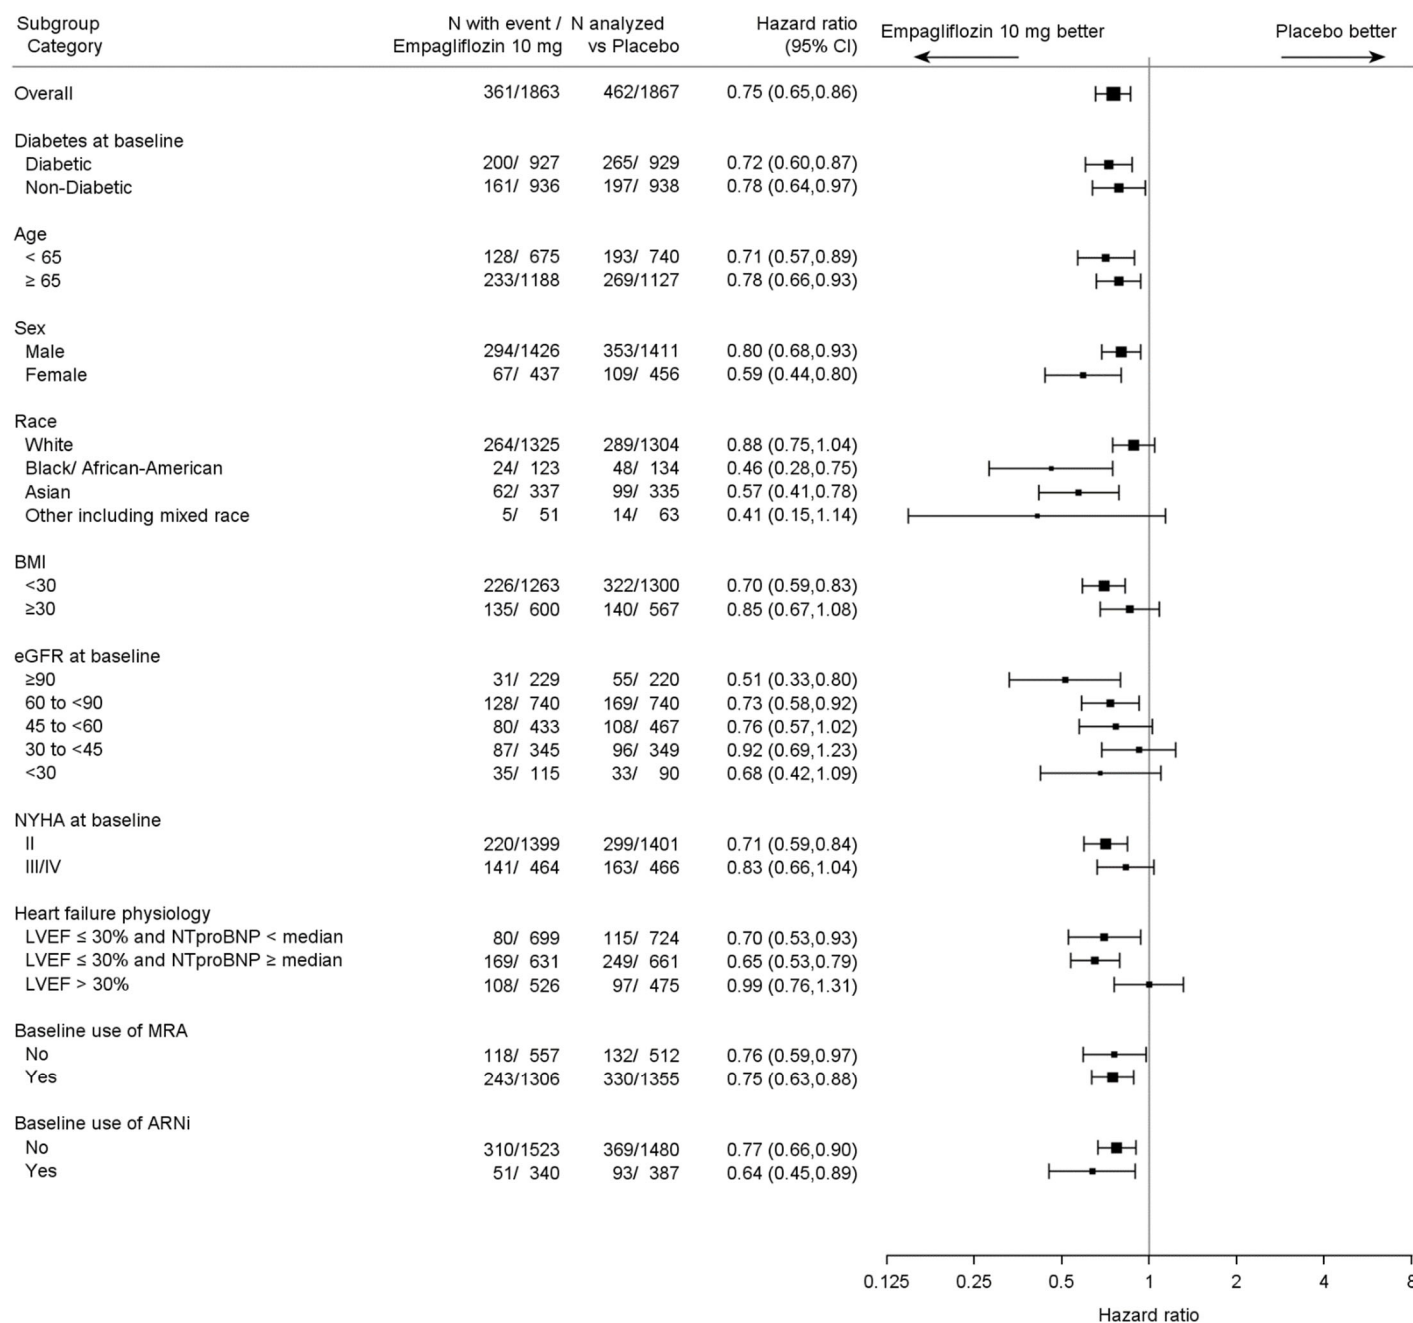 Subgroup N with event / N analyzed Hazard ratio Empagliflozin 10 mg better Placebo better
Category Empagliflozin 10 mg vs Placebo (95% CI)
Overall 361/1863 462/1867 0.75 (0.65,0.86)
Diabetes at baseline
Diabetic 200/ 927 265/ 929 0.72 (0.60,0.87)
Non-Diabetic 161/ 936 197/ 938 0.78 (0.64,0.97)
Age
< 65 128/ 675 193/ 740 0.71 (0.57,0.89)
≥ 65 233/1188 269/1127 0.78 (0.66,0.93)
Sex
Male 294/1426 353/1411 0.80 (0.68,0.93)
Female 67/ 437 109/ 456 0.59 (0.44,0.80)
Race
White 264/1325 289/1304 0.88 (0.75,1.04)
Black/ African-American 24/ 123 48/ 134 0.46 (0.28,0.75)
Asian 62/ 337 99/ 335 0.57 (0.41,0.78)
Other including mixed race 5/ 51 14/ 63 0.41 (0.15,1.14)
BMI
<30 226/1263 322/1300 0.70 (0.59,0.83)
≥30 135/ 600 140/ 567 0.85 (0.67,1.08)
eGFR at baseline
≥90 31/ 229 55/ 220 0.51 (0.33,0.80)
60 to <90 128/ 740 169/ 740 0.73 (0.58,0.92)
45 to <60 80/ 433 108/ 467 0.76 (0.57,1.02)
30 to <45 87/ 345 96/ 349 0.92 (0.69,1.23)
<30 35/ 115 33/ 90 0.68 (0.42,1.09)
NYHA at baseline
II 220/1399 299/1401 0.71 (0.59,0.84)
III/IV 141/ 464 163/ 466 0.83 (0.66,1.04)
Heart failure physiology
LVEF ≤ 30% and NTproBNP < median 80/ 699 115/ 724 0.70 (0.53,0.93)
LVEF ≤ 30% and NTproBNP ≥ median 169/ 631 249/ 661 0.65 (0.53,0.79)
LVEF > 30% 108/ 526 97/ 475 0.99 (0.76,1.31)
Baseline use of MRA
No 118/ 557 132/ 512 0.76 (0.59,0.97)
Yes 243/1306 330/1355 0.75 (0.63,0.88)
Baseline use of ARNi
No 310/1523 369/1480 0.77 (0.66,0.90)
Yes 51/ 340 93/ 387 0.64 (0.45,0.89)
0.125 0.25 0.5 1 2 4 8
Hazard ratio